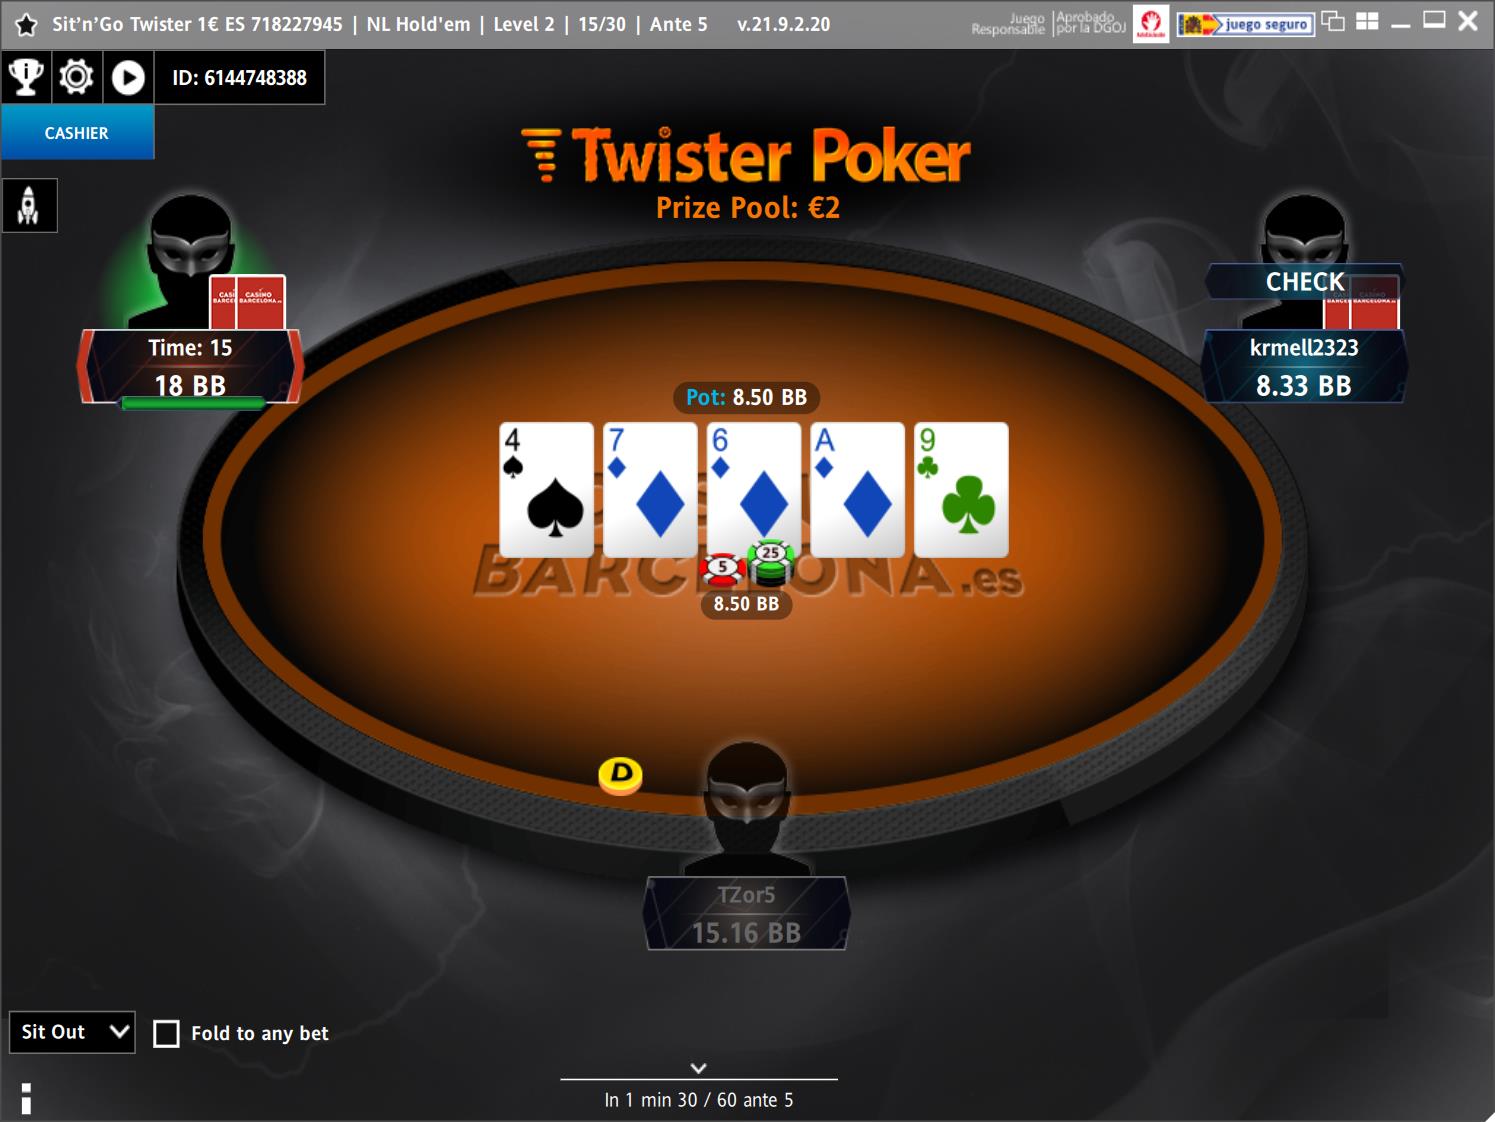 Sit'n'Go Twister 1€ ES 718227945 | NL Hold'em | Level 2 | 15/30 | Ante 5 v.21.9.2.20
Juego Responsable
Aprobado por la DGOJ
juego seguro
ID: 6144748388
CASHIER
Twister Poker
Prize Pool: €2
CASINO BARCELONA.es
Time: 15
18 BB
CHECK
krmell2323
8.33 BB
Pot: 8.50 BB
4 7 6 A 9
5 25
BARCELONA.es
8.50 BB
D
TZor5
15.16 BB
Sit Out
Fold to any bet
In 1 min 30 / 60 ante 5